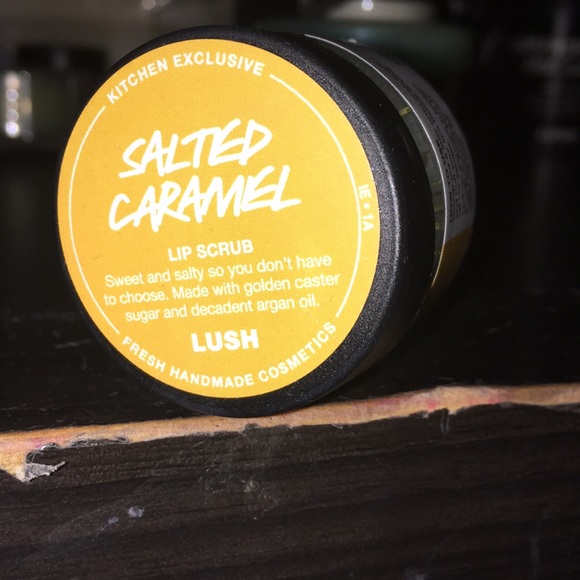 KITCHEN EXCLUSIVE
SALTED
CARAMEL
LIP SCRUB
Sweet and salty so you don't have
to choose. Made with golden caster
sugar and decadent argan oil.
LUSH
FRESH HANDMADE COSMETICS
1E • 1A